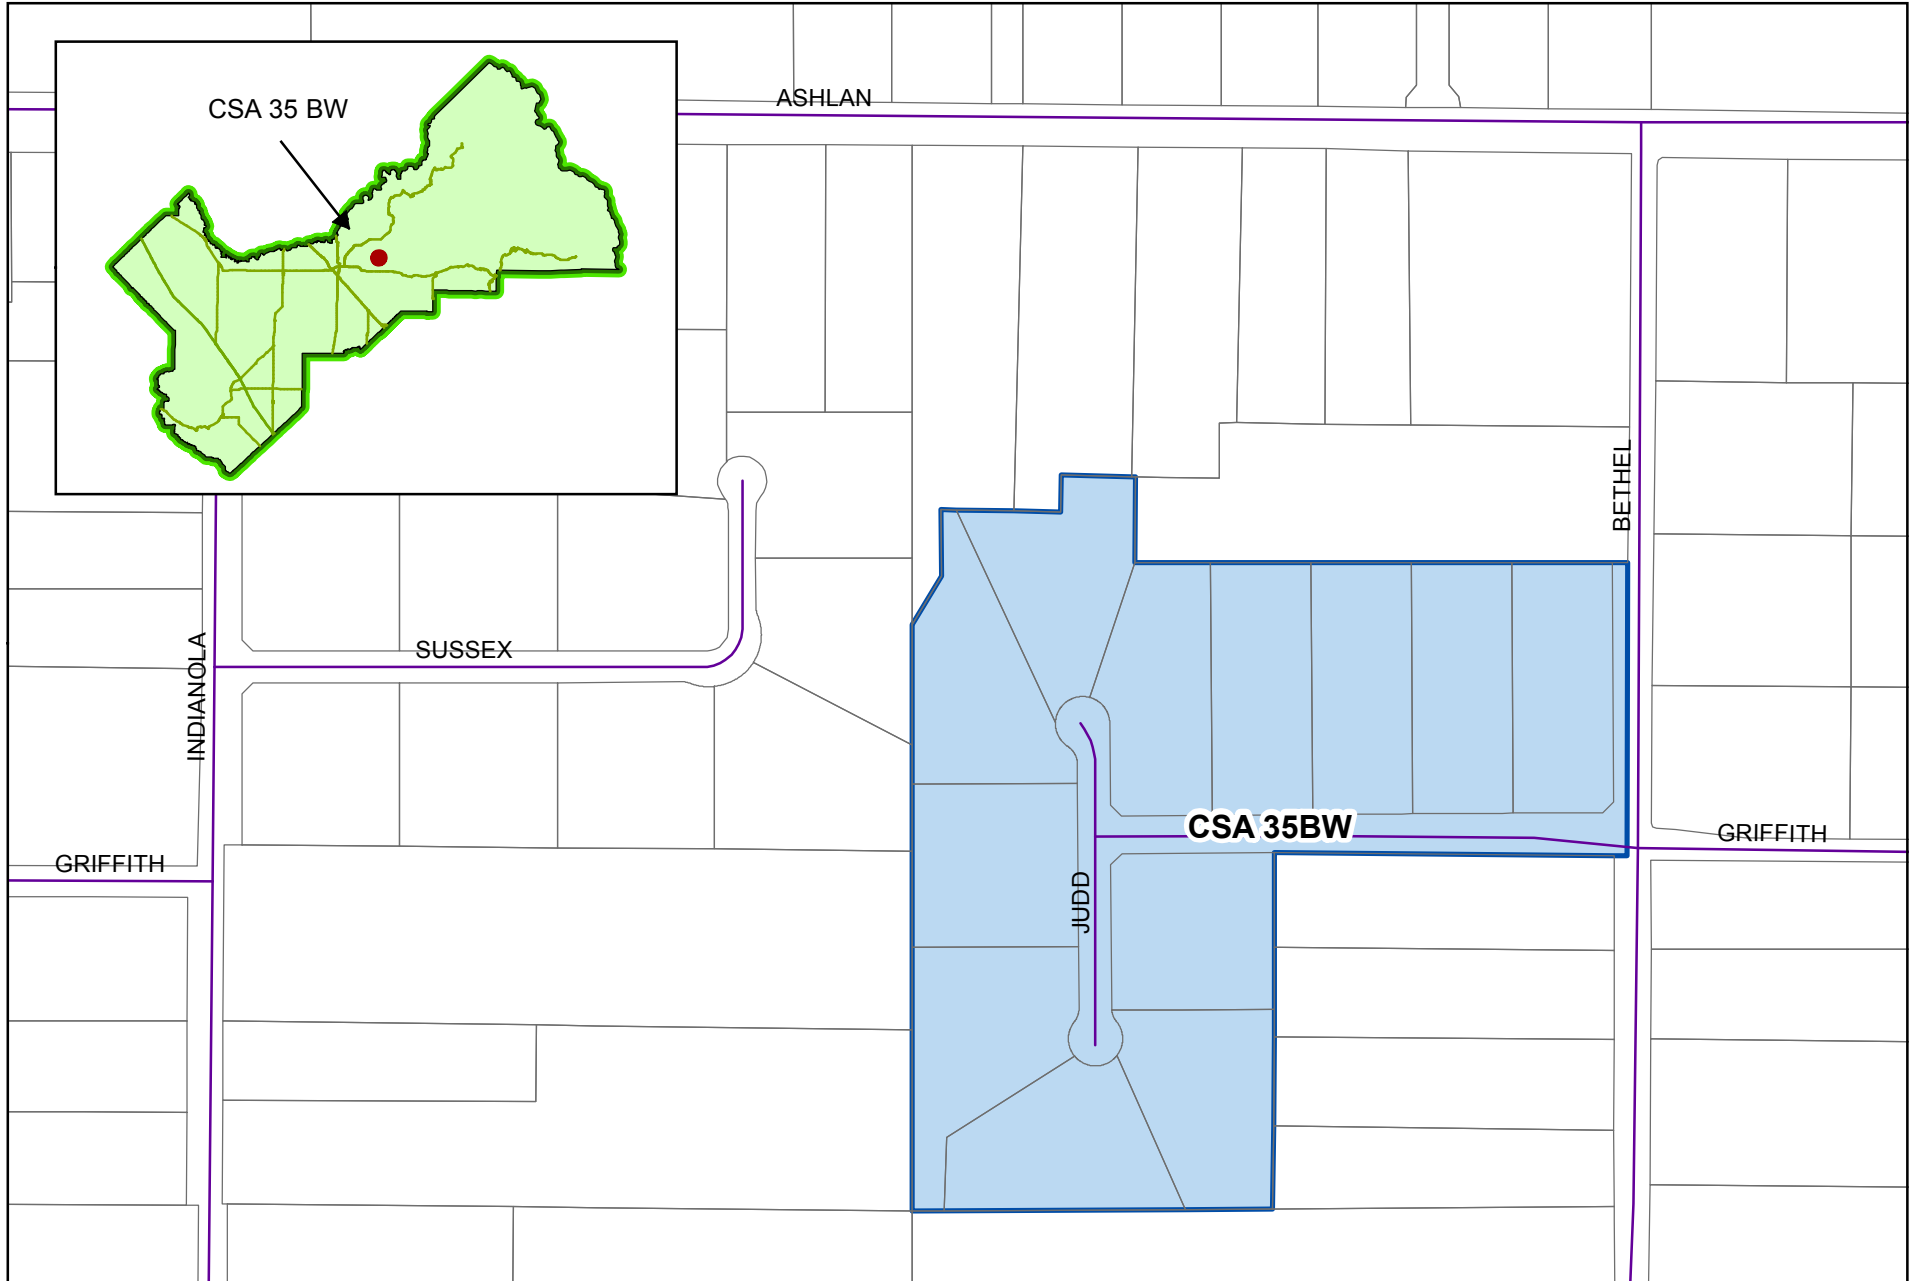 ASHLAN
CSA 35 BW
BETHEL
SUSSEX
INDIANOLA
CSA 35BW
GRIFFITH
GRIFFITH
JUDD